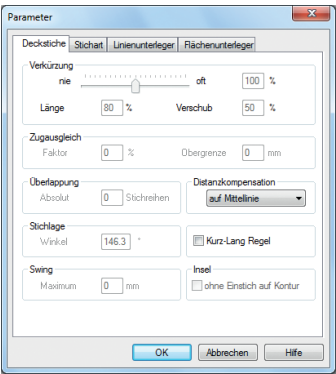 Parameter
Deckstiche Stichart Linienunterleger Flächenunterleger
Verkürzung
nie oft 100 %
Länge 80 % Verschub 50 %
Zugausgleich
Faktor 0 % Obergrenze 0 mm
Überlappung Distanzkompensation
Absolut 0 Stichreihen auf Mittellinie
Stichlage
Winkel 146.3 ° Kurz-Lang Regel
Swing Insel
Maximum 0 mm ohne Einstich auf Kontur
OK Abbrechen Hilfe